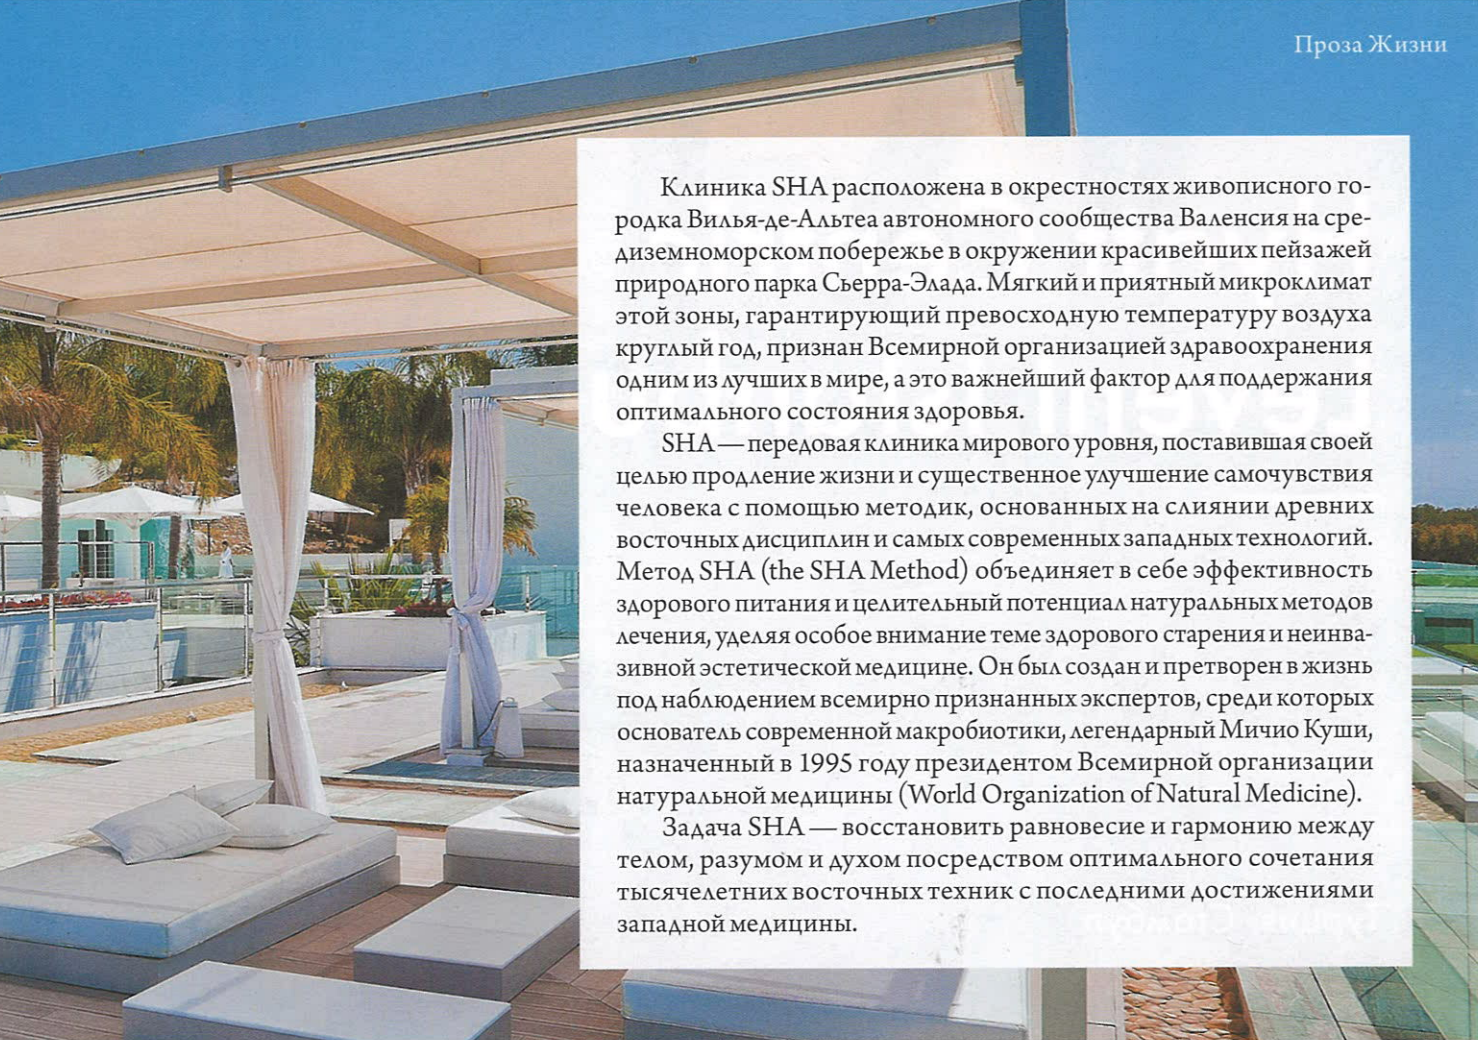 Проза Жизни
Клиника SHA расположена в окрестностях живописного го-
родка Вилья-де-Альтеа автономного сообщества Валенсия на сре-
диземноморском побережье в окружении красивейших пейзажей
природного парка Сьерра-Элада. Мягкий и приятный микроклимат
этой зоны, гарантирующий превосходную температуру воздуха
круглый год, признан Всемирной организацией здравоохранения
одним из лучших в мире, а это важнейший фактор для поддержания
оптимального состояния здоровья.
SHA — передовая клиника мирового уровня, поставившая своей
целью продление жизни и существенное улучшение самочувствия
человека с помощью методик, основанных на слиянии древних
восточных дисциплин и самых современных западных технологий.
Метод SHA (the SHA Method) объединяет в себе эффективность
здорового питания и целительный потенциал натуральных методов
лечения, уделяя особое внимание теме здорового старения и неинва-
зивной эстетической медицине. Он был создан и претворен в жизнь
под наблюдением всемирно признанных экспертов, среди которых
основатель современной макробиотики, легендарный Мичио Куши,
назначенный в 1995 году президентом Всемирной организации
натуральной медицины (World Organization of Natural Medicine).
Задача SHA — восстановить равновесие и гармонию между
телом, разумом и духом посредством оптимального сочетания
тысячелетних восточных техник с последними достижениями
западной медицины.